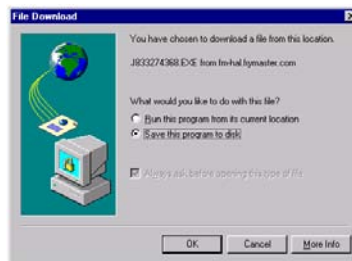 File Download
You have chosen to download a file from this location.
J833274368.EXE from fm-hal.frymaster.com
What would you like to do with this file?
Run this program from its current location
Save this program to disk
Always ask before opening this type of file
OK
Cancel
More Info